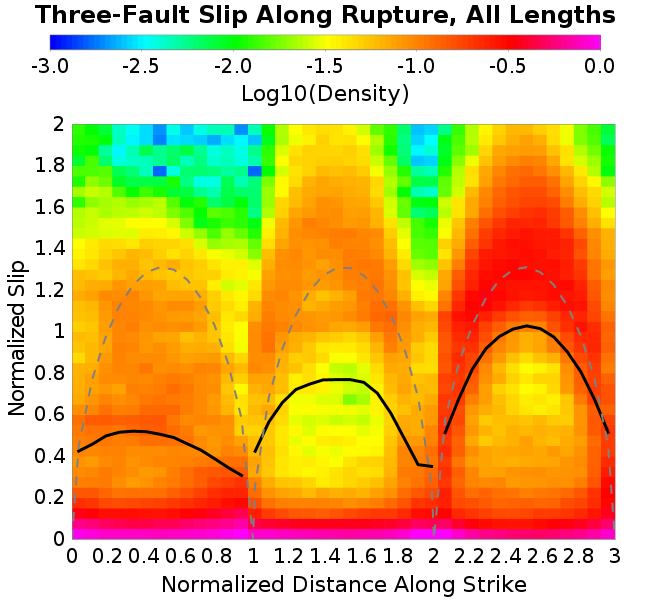 Three-Fault Slip Along Rupture, All Lengths
-3.0 -2.5 -2.0 -1.5 -1.0 -0.5 0.0
Log10(Density)
2
1.8
1.6
1.4
1.2
1
0.8
0.6
0.4
0.2
0
Normalized Slip
0 0.2 0.4 0.6 0.8 1 1.2 1.4 1.6 1.8 2 2.2 2.4 2.6 2.8 3
Normalized Distance Along Strike